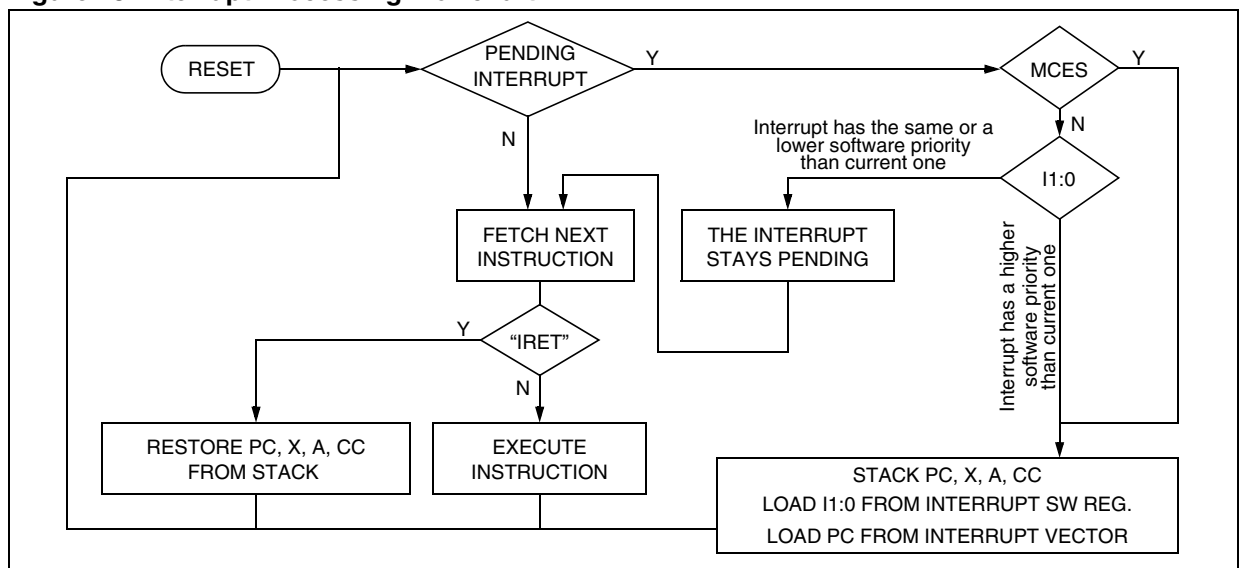 RESET
PENDING
INTERRUPT
Y
MCES
Y
N
N
Interrupt has the same or a
lower software priority
than current one
I1:0
FETCH NEXT
INSTRUCTION
THE INTERRUPT
STAYS PENDING
Interrupt has a higher
software priority
than current one
Y
“IRET”
N
RESTORE PC, X, A, CC
FROM STACK
EXECUTE
INSTRUCTION
STACK PC, X, A, CC
LOAD I1:0 FROM INTERRUPT SW REG.
LOAD PC FROM INTERRUPT VECTOR